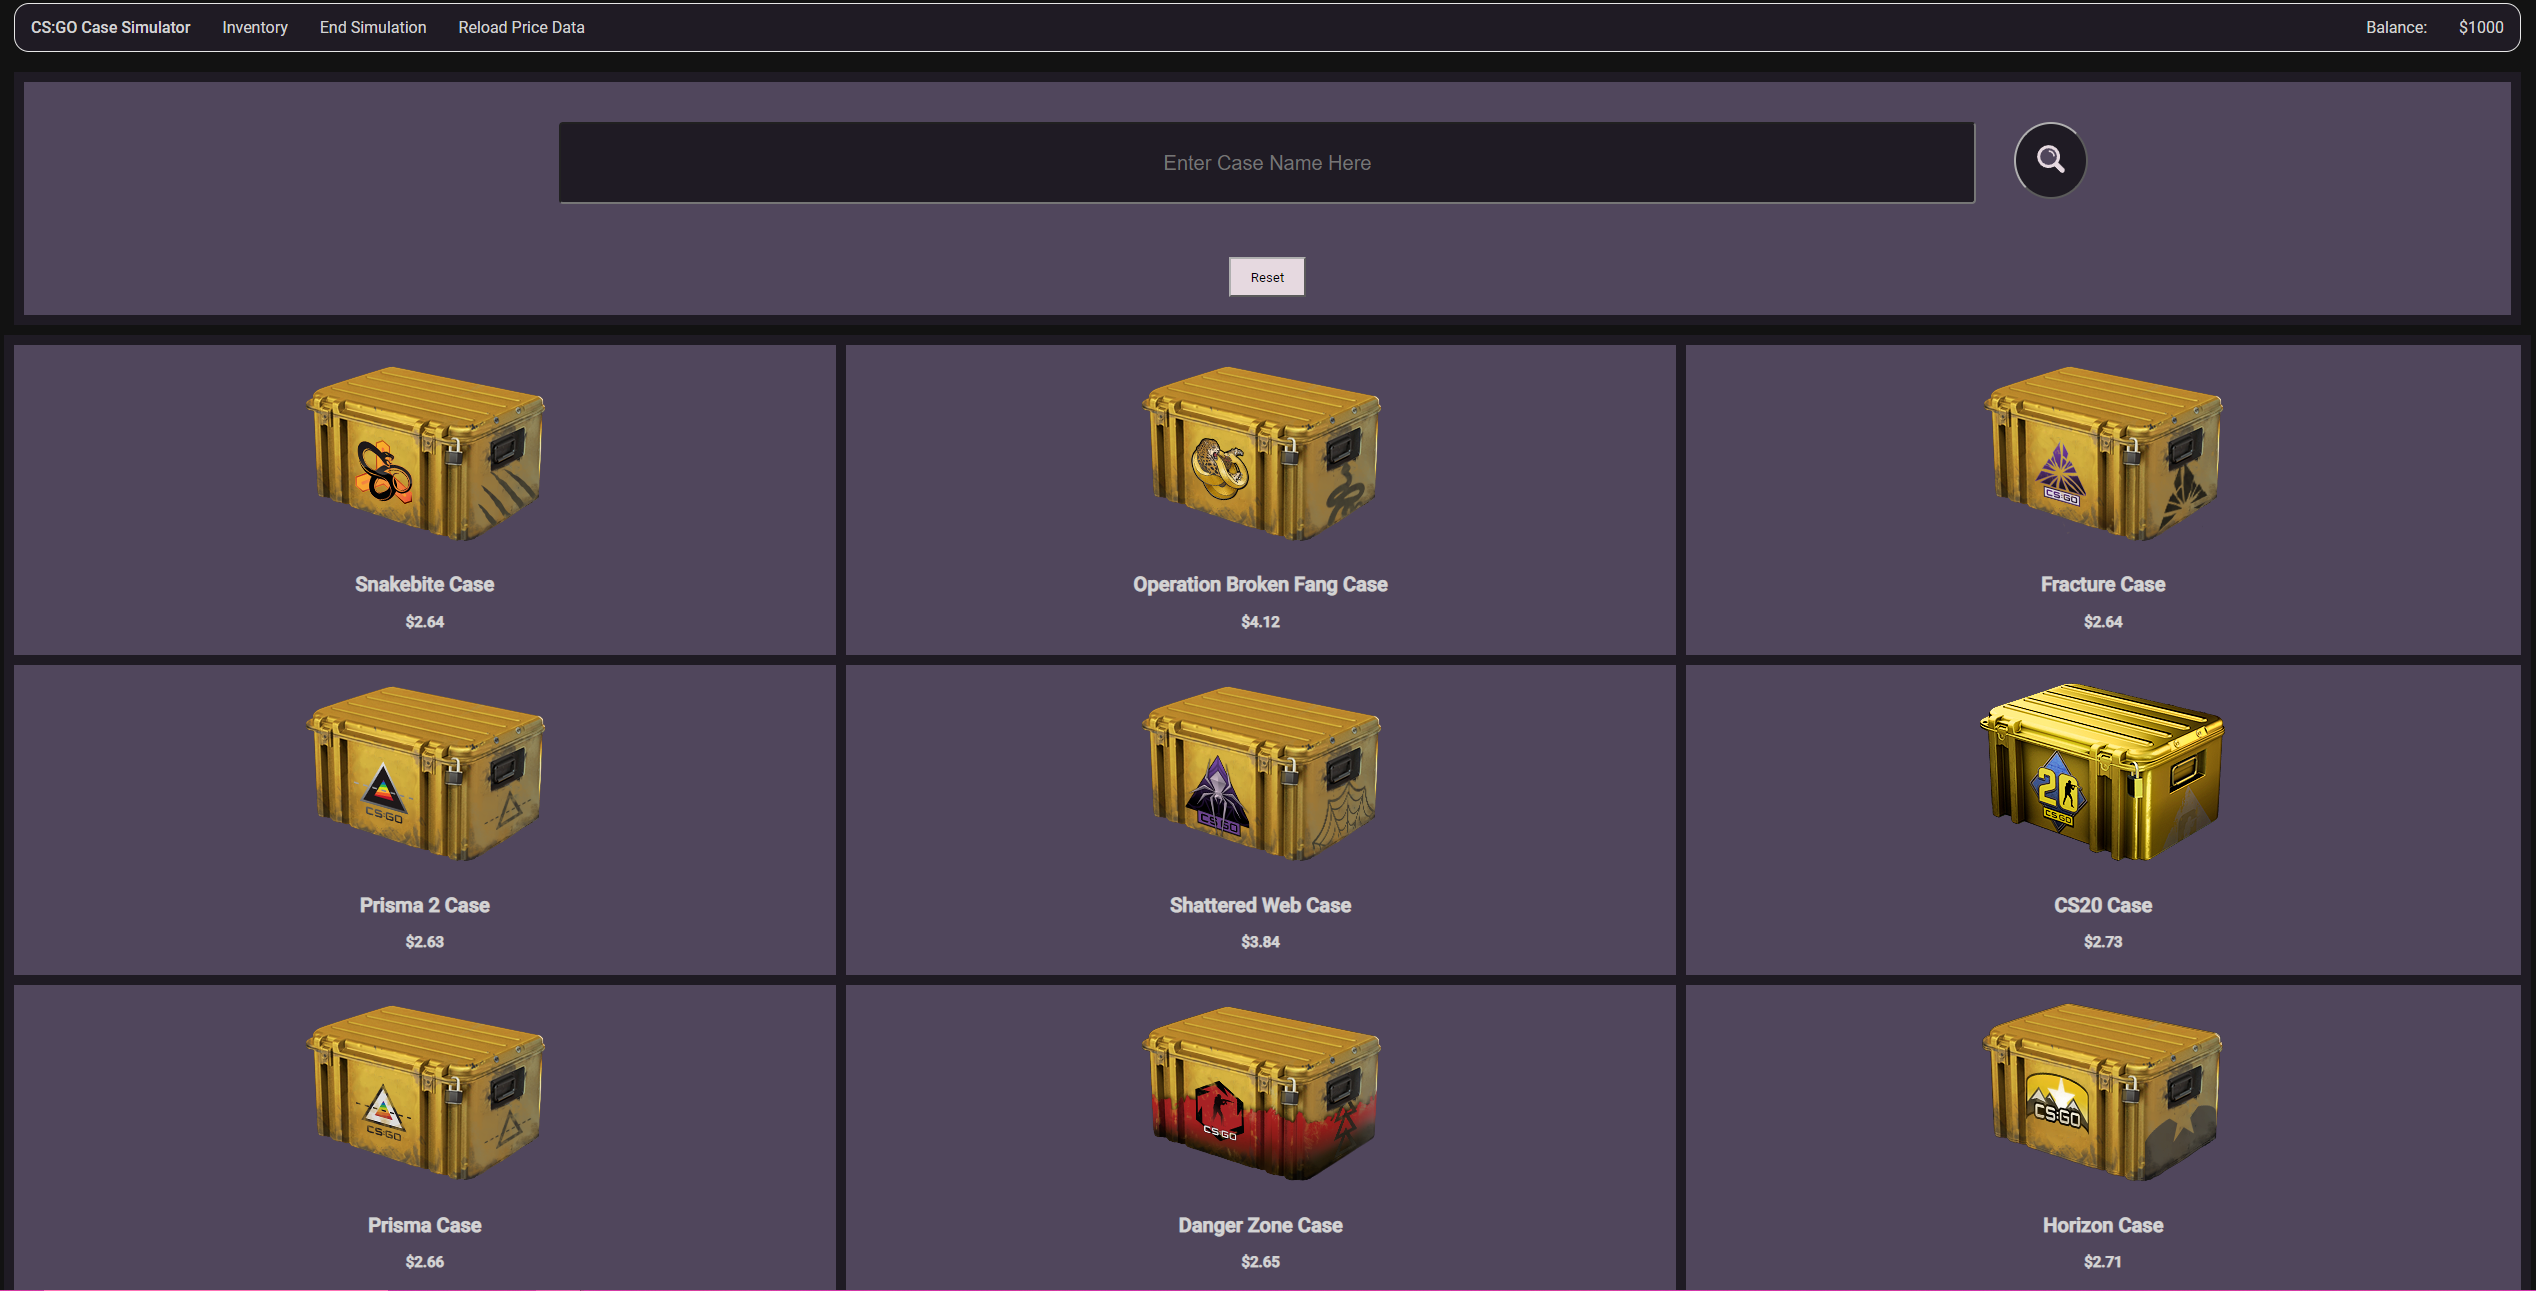 CS:GO Case Simulator Inventory End Simulation Reload Price Data Balance: $1000
Enter Case Name Here
Reset
CS:GO
Snakebite Case Operation Broken Fang Case Fracture Case
$2.64 $4.12 $2.64
CS:GO CS:GO 20 CS:GO
Prisma 2 Case Shattered Web Case CS20 Case
$2.63 $3.84 $2.73
CS:GO CS:GO CS:GO
Prisma Case Danger Zone Case Horizon Case
$2.66 $2.65 $2.71